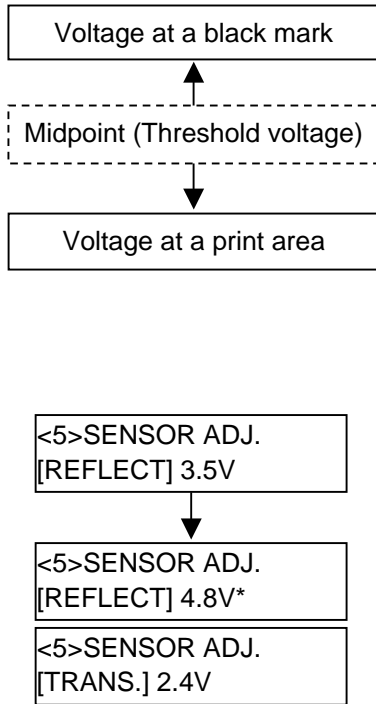 Voltage at a black mark
Midpoint (Threshold voltage)
Voltage at a print area
<5>SENSOR ADJ.
[REFLECT] 3.5V
<5>SENSOR ADJ.
[REFLECT] 4.8V*
<5>SENSOR ADJ.
[TRANS.] 2.4V